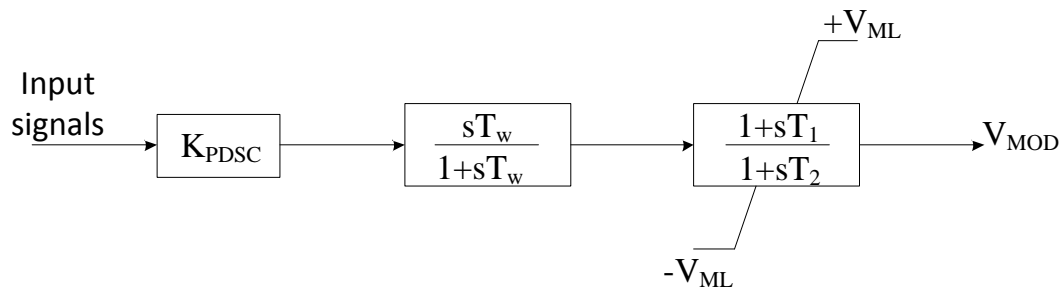 +V_ML
Input
signals
K_PDSC
sT_w
1+sT_w
1+sT_1
1+sT_2
V_MOD
-V_ML